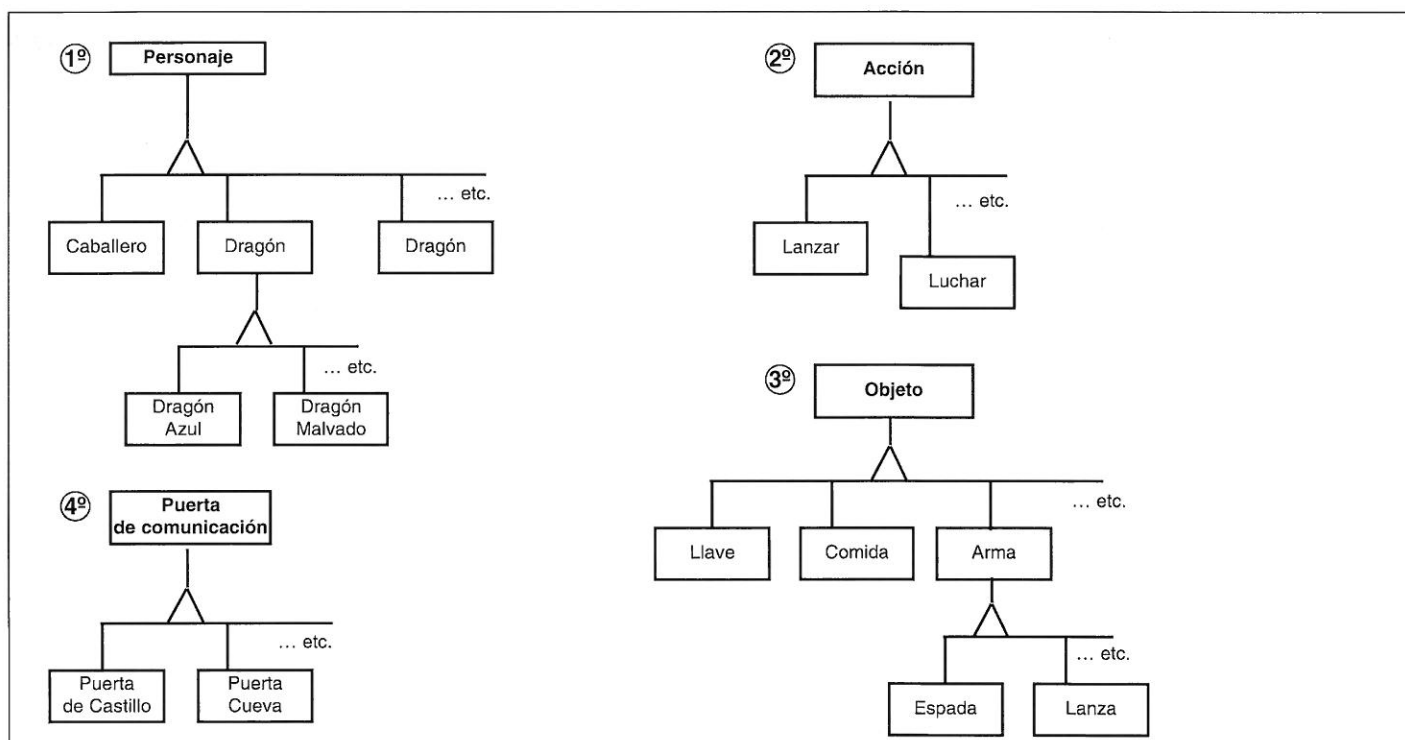 1º
Personaje
... etc.
Caballero
Dragón
Dragón
... etc.
Dragón
Azul
Dragón
Malvado
2º
Acción
... etc.
Lanzar
Luchar
3º
Objeto
... etc.
Llave
Comida
Arma
... etc.
Espada
Lanza
4º
Puerta
de comunicación
... etc.
Puerta
de Castillo
Puerta
Cueva